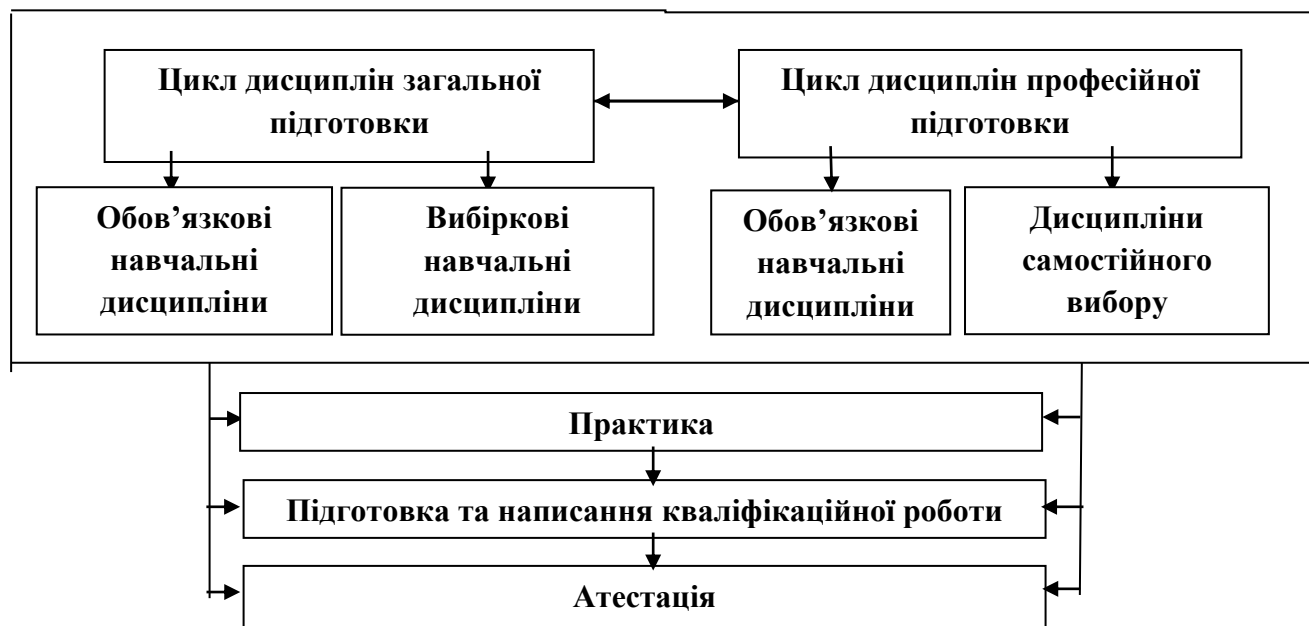 Цикл дисциплін загальної
підготовки
Цикл дисциплін професійної
підготовки
Обов’язкові
навчальні
дисципліни
Вибіркові
навчальні
дисципліни
Обов’язкові
навчальні
дисципліни
Дисципліни
самостійного
вибору
Практика
Підготовка та написання кваліфікаційної роботи
Атестація